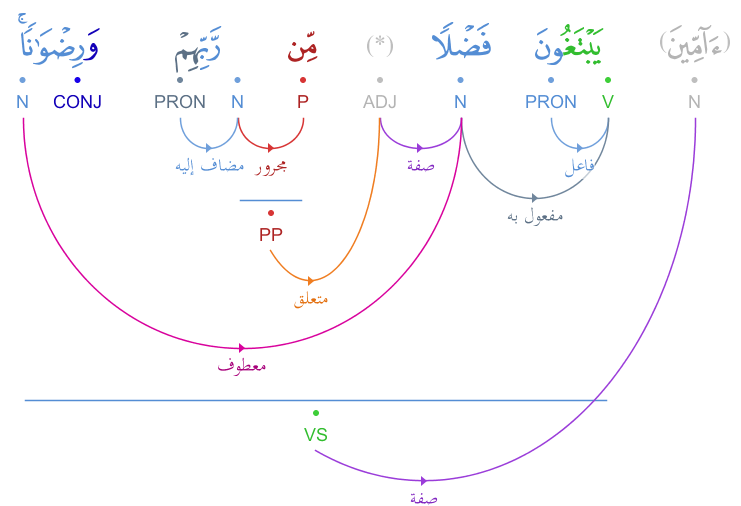 (ءَآمِّينَ) يَبْتَغُونَ فَضْلًا (*) مِّن رَّبِّهِمْ وَرِضْوَٰنًا ۚ
N V PRON N ADJ P N PRON CONJ N
فاعل صفة مجرور مضاف إليه
مفعول به
PP
متعلق
معطوف
VS
صفة